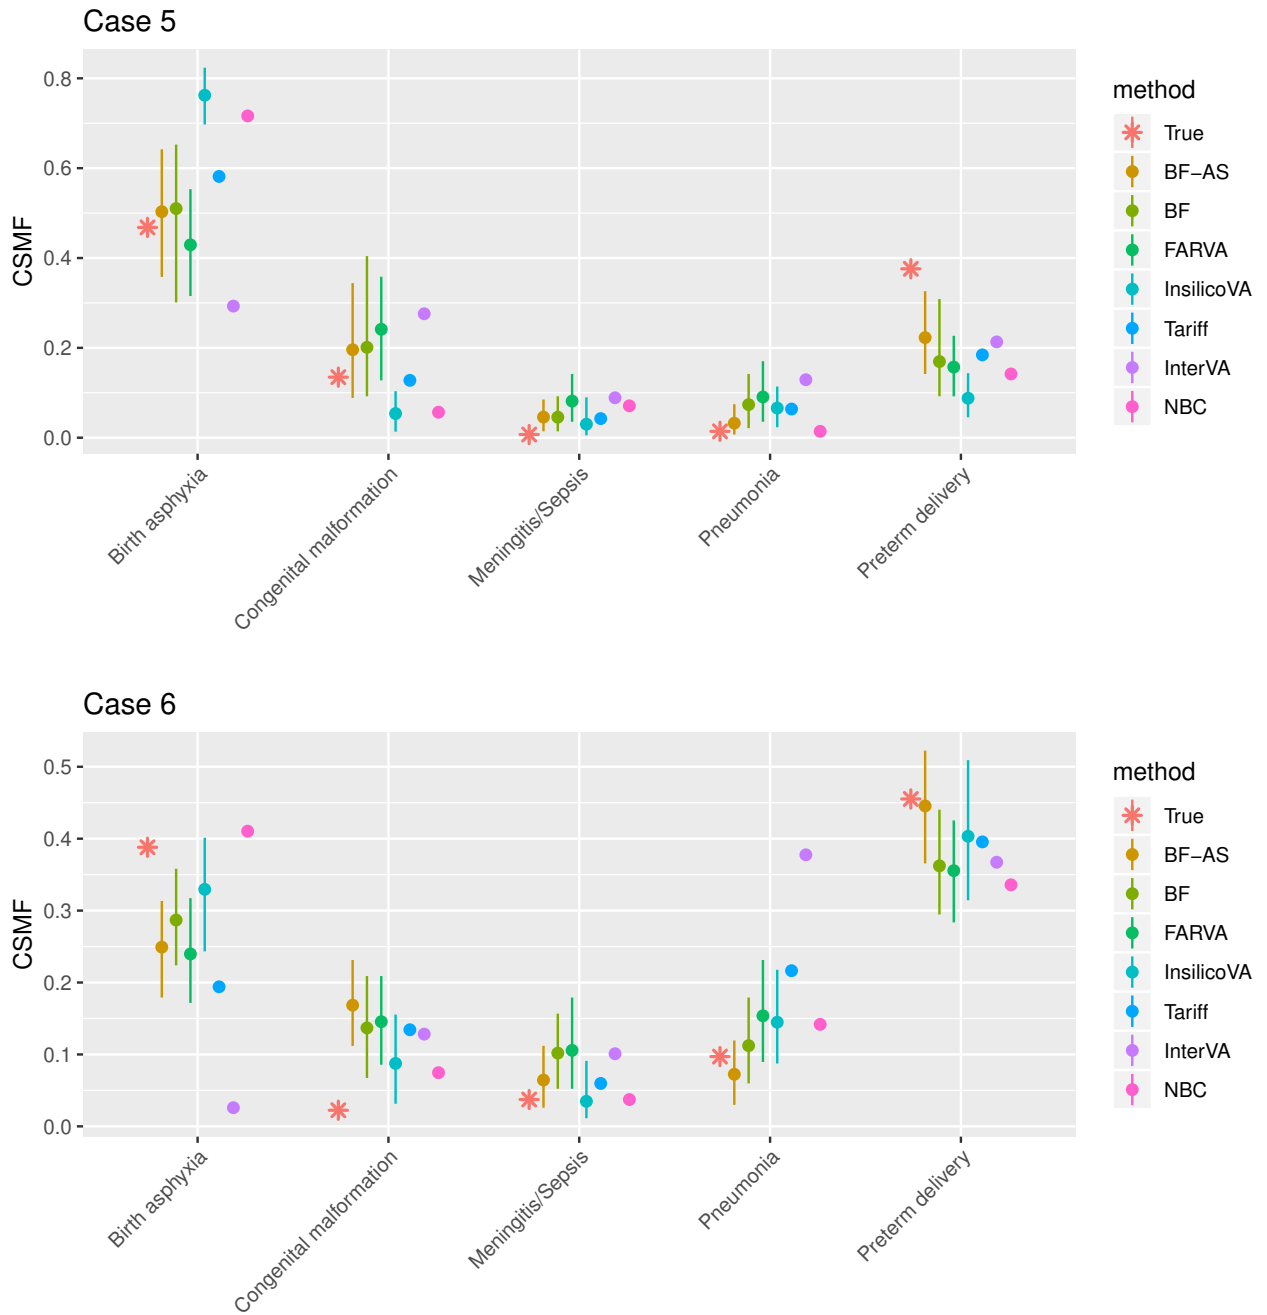 Case 5
CSMF
0.8
0.6
0.4
0.2
0.0
Birth asphyxia
Congenital malformation
Meningitis/Sepsis
Pneumonia
Preterm delivery
method
True
BF−AS
BF
FARVA
InsilicoVA
Tariff
InterVA
NBC
Case 6
CSMF
0.5
0.4
0.3
0.2
0.1
0.0
Birth asphyxia
Congenital malformation
Meningitis/Sepsis
Pneumonia
Preterm delivery
method
True
BF−AS
BF
FARVA
InsilicoVA
Tariff
InterVA
NBC